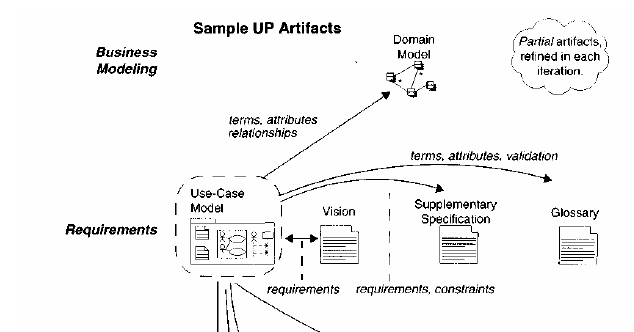 Sample UP Artifacts
Business
Modeling
Domain
Model
Partial artifacts,
refined in each
iteration.
terms, attributes
relationships
terms, attributes, validation
Requirements
Use-Case
Model
Vision
Supplementary
Specification
Glossary
requirements
requirements, constraints